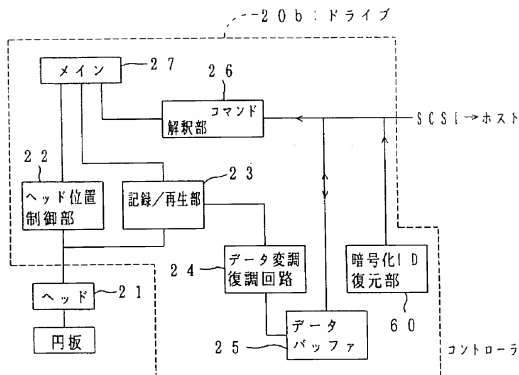 20b：ドライブ
メイン
27
26
コマンド
解釈部
SCSI→ホスト
22
23
ヘッド位置
制御部
記録／再生部
データ変調
復調回路
24
暗号化ID
復元部
60
ヘッド
21
データ
バッファ
25
円板
コントローラ